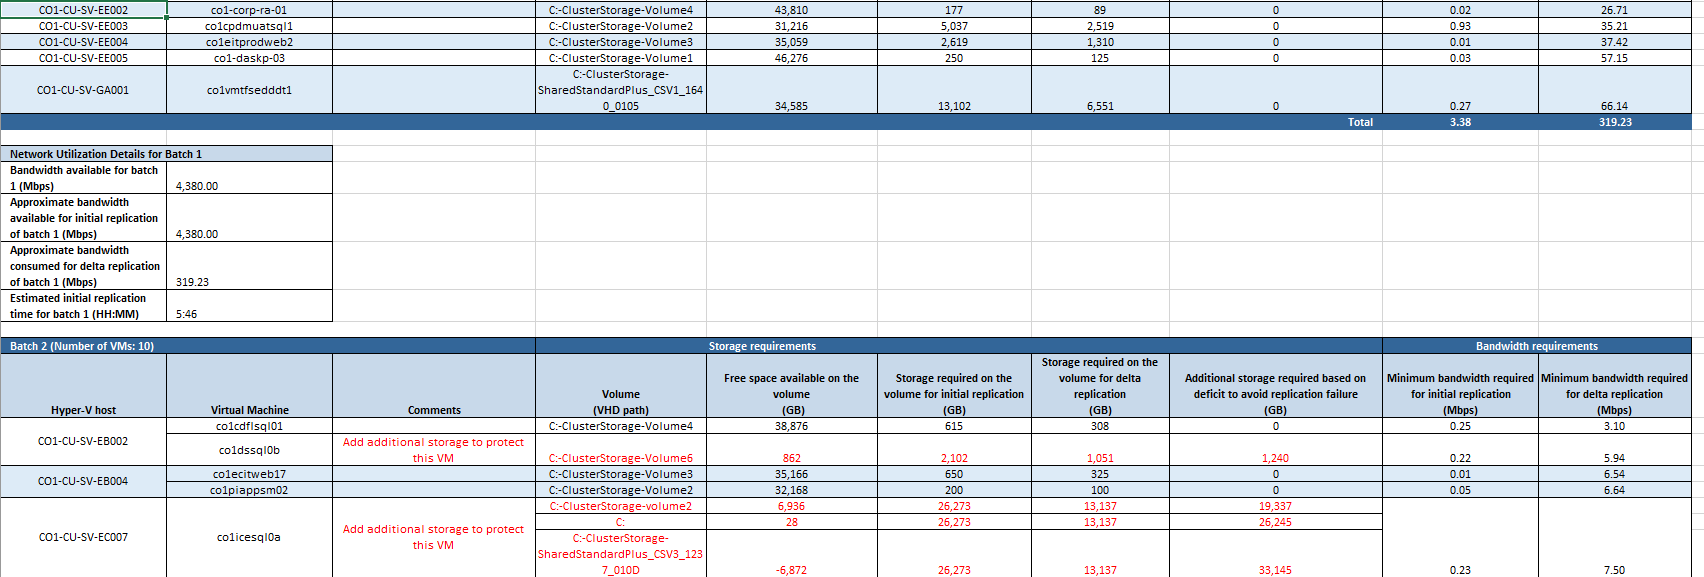 CO1-CU-SV-EE002 co1-corp-ra-01 C:-ClusterStorage-Volume4 43,810 177 89 0 0.02 26.71
CO1-CU-SV-EE003 co1cpdmuatsql1 C:-ClusterStorage-Volume2 31,216 5,037 2,519 0 0.93 35.21
CO1-CU-SV-EE004 co1eitprodweb2 C:-ClusterStorage-Volume3 35,059 2,619 1,310 0 0.01 37.42
CO1-CU-SV-EE005 co1-daskp-03 C:-ClusterStorage-Volume1 46,276 250 125 0 0.03 57.15
C:-ClusterStorage-
CO1-CU-SV-GA001 co1vmtfsedddt1 SharedStandardPlus_CSV1_164
0_0105 34,585 13,102 6,551 0 0.27 66.14
Total 3.38 319.23
Network Utilization Details for Batch 1
Bandwidth available for batch
1 (Mbps) 4,380.00
Approximate bandwidth
available for initial replication
of batch 1 (Mbps) 4,380.00
Approximate bandwidth
consumed for delta replication
of batch 1 (Mbps) 319.23
Estimated initial replication
time for batch 1 (HH:MM) 5:46
Batch 2 (Number of VMs: 10) Storage requirements Bandwidth requirements
Hyper-V host
Virtual Machine
Comments
Volume
(VHD path)
Free space available on the
volume
(GB)
Storage required on the
volume for initial replication
(GB)
Storage required on the
volume for delta
replication
(GB)
Additional storage required based on
deficit to avoid replication failure
(GB)
Minimum bandwidth required
for initial replication
(Mbps)
Minimum bandwidth required
for delta replication
(Mbps)
co1cdflsql01 C:-ClusterStorage-Volume4 38,876 615 308 0 0.25 3.10
CO1-CU-SV-EB002 Add additional storage to protect
co1dssql0b this VM C:-ClusterStorage-Volume6 862 2,102 1,051 1,240 0.22 5.94
co1ecitweb17 C:-ClusterStorage-Volume3 35,166 650 325 0 0.01 6.54
CO1-CU-SV-EB004
co1piappsm02 C:-ClusterStorage-Volume2 32,168 200 100 0 0.05 6.64
C:-ClusterStorage-volume2 6,936 26,273 13,137 19,337
C: 28 26,273 13,137 26,245
CO1-CU-SV-EC007 co1icesql0a Add additional storage to protect
this VM
C:-ClusterStorage-
SharedStandardPlus_CSV3_123
7_010D -6,872 26,273 13,137 33,145 0.23 7.50